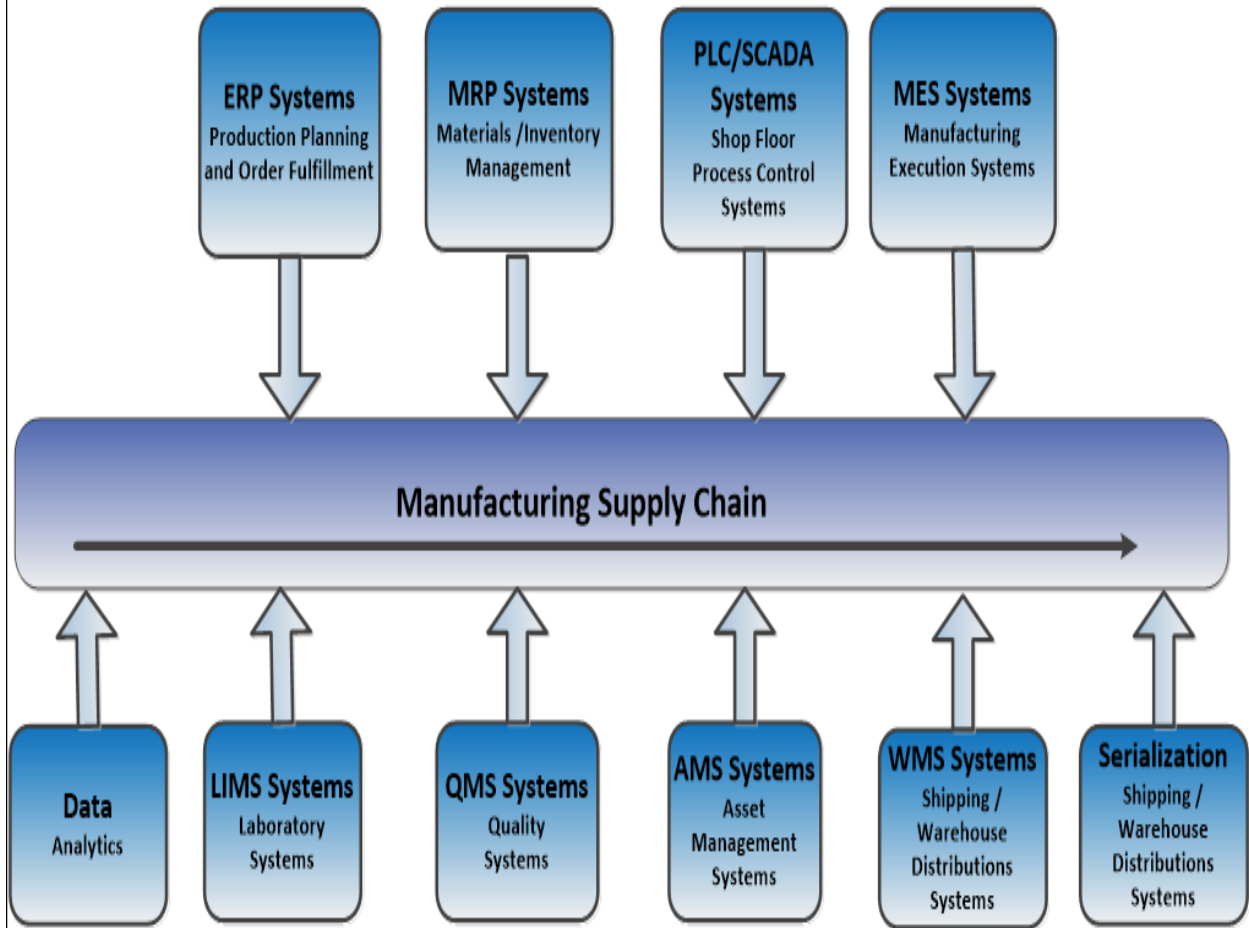 ERP Systems
Production Planning
and Order Fulfillment
MRP Systems
Materials /Inventory
Management
PLC/SCADA
Systems
Shop Floor
Process Control
Systems
MES Systems
Manufacturing
Execution Systems
Manufacturing Supply Chain
Data
Analytics
LIMS Systems
Laboratory
Systems
QMS Systems
Quality
Systems
AMS Systems
Asset
Management
Systems
WMS Systems
Shipping /
Warehouse
Distributions
Systems
Serialization
Shipping /
Warehouse
Distributions
Systems